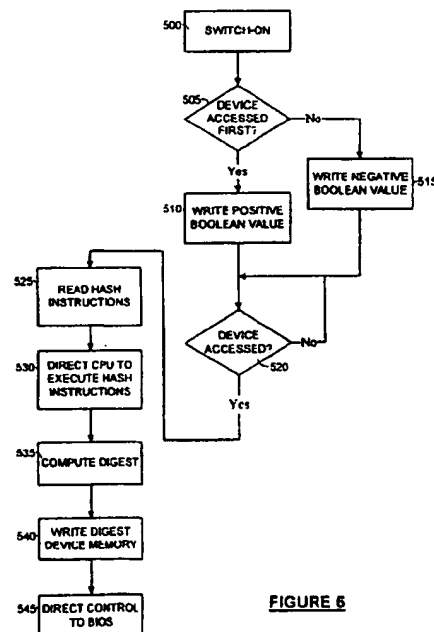 500
SWITCH-ON
505
DEVICE
ACCESSED
FIRST?
No
Yes
510
WRITE POSITIVE
BOOLEAN VALUE
WRITE NEGATIVE
BOOLEAN VALUE
515
525
READ HASH
INSTRUCTIONS
DEVICE
ACCESSED?
No
520
Yes
530
DIRECT CPU TO
EXECUTE HASH
INSTRUCTIONS
535
COMPUTE DIGEST
540
WRITE DIGEST
DEVICE MEMORY
545
DIRECT CONTROL
TO BIOS
FIGURE 5